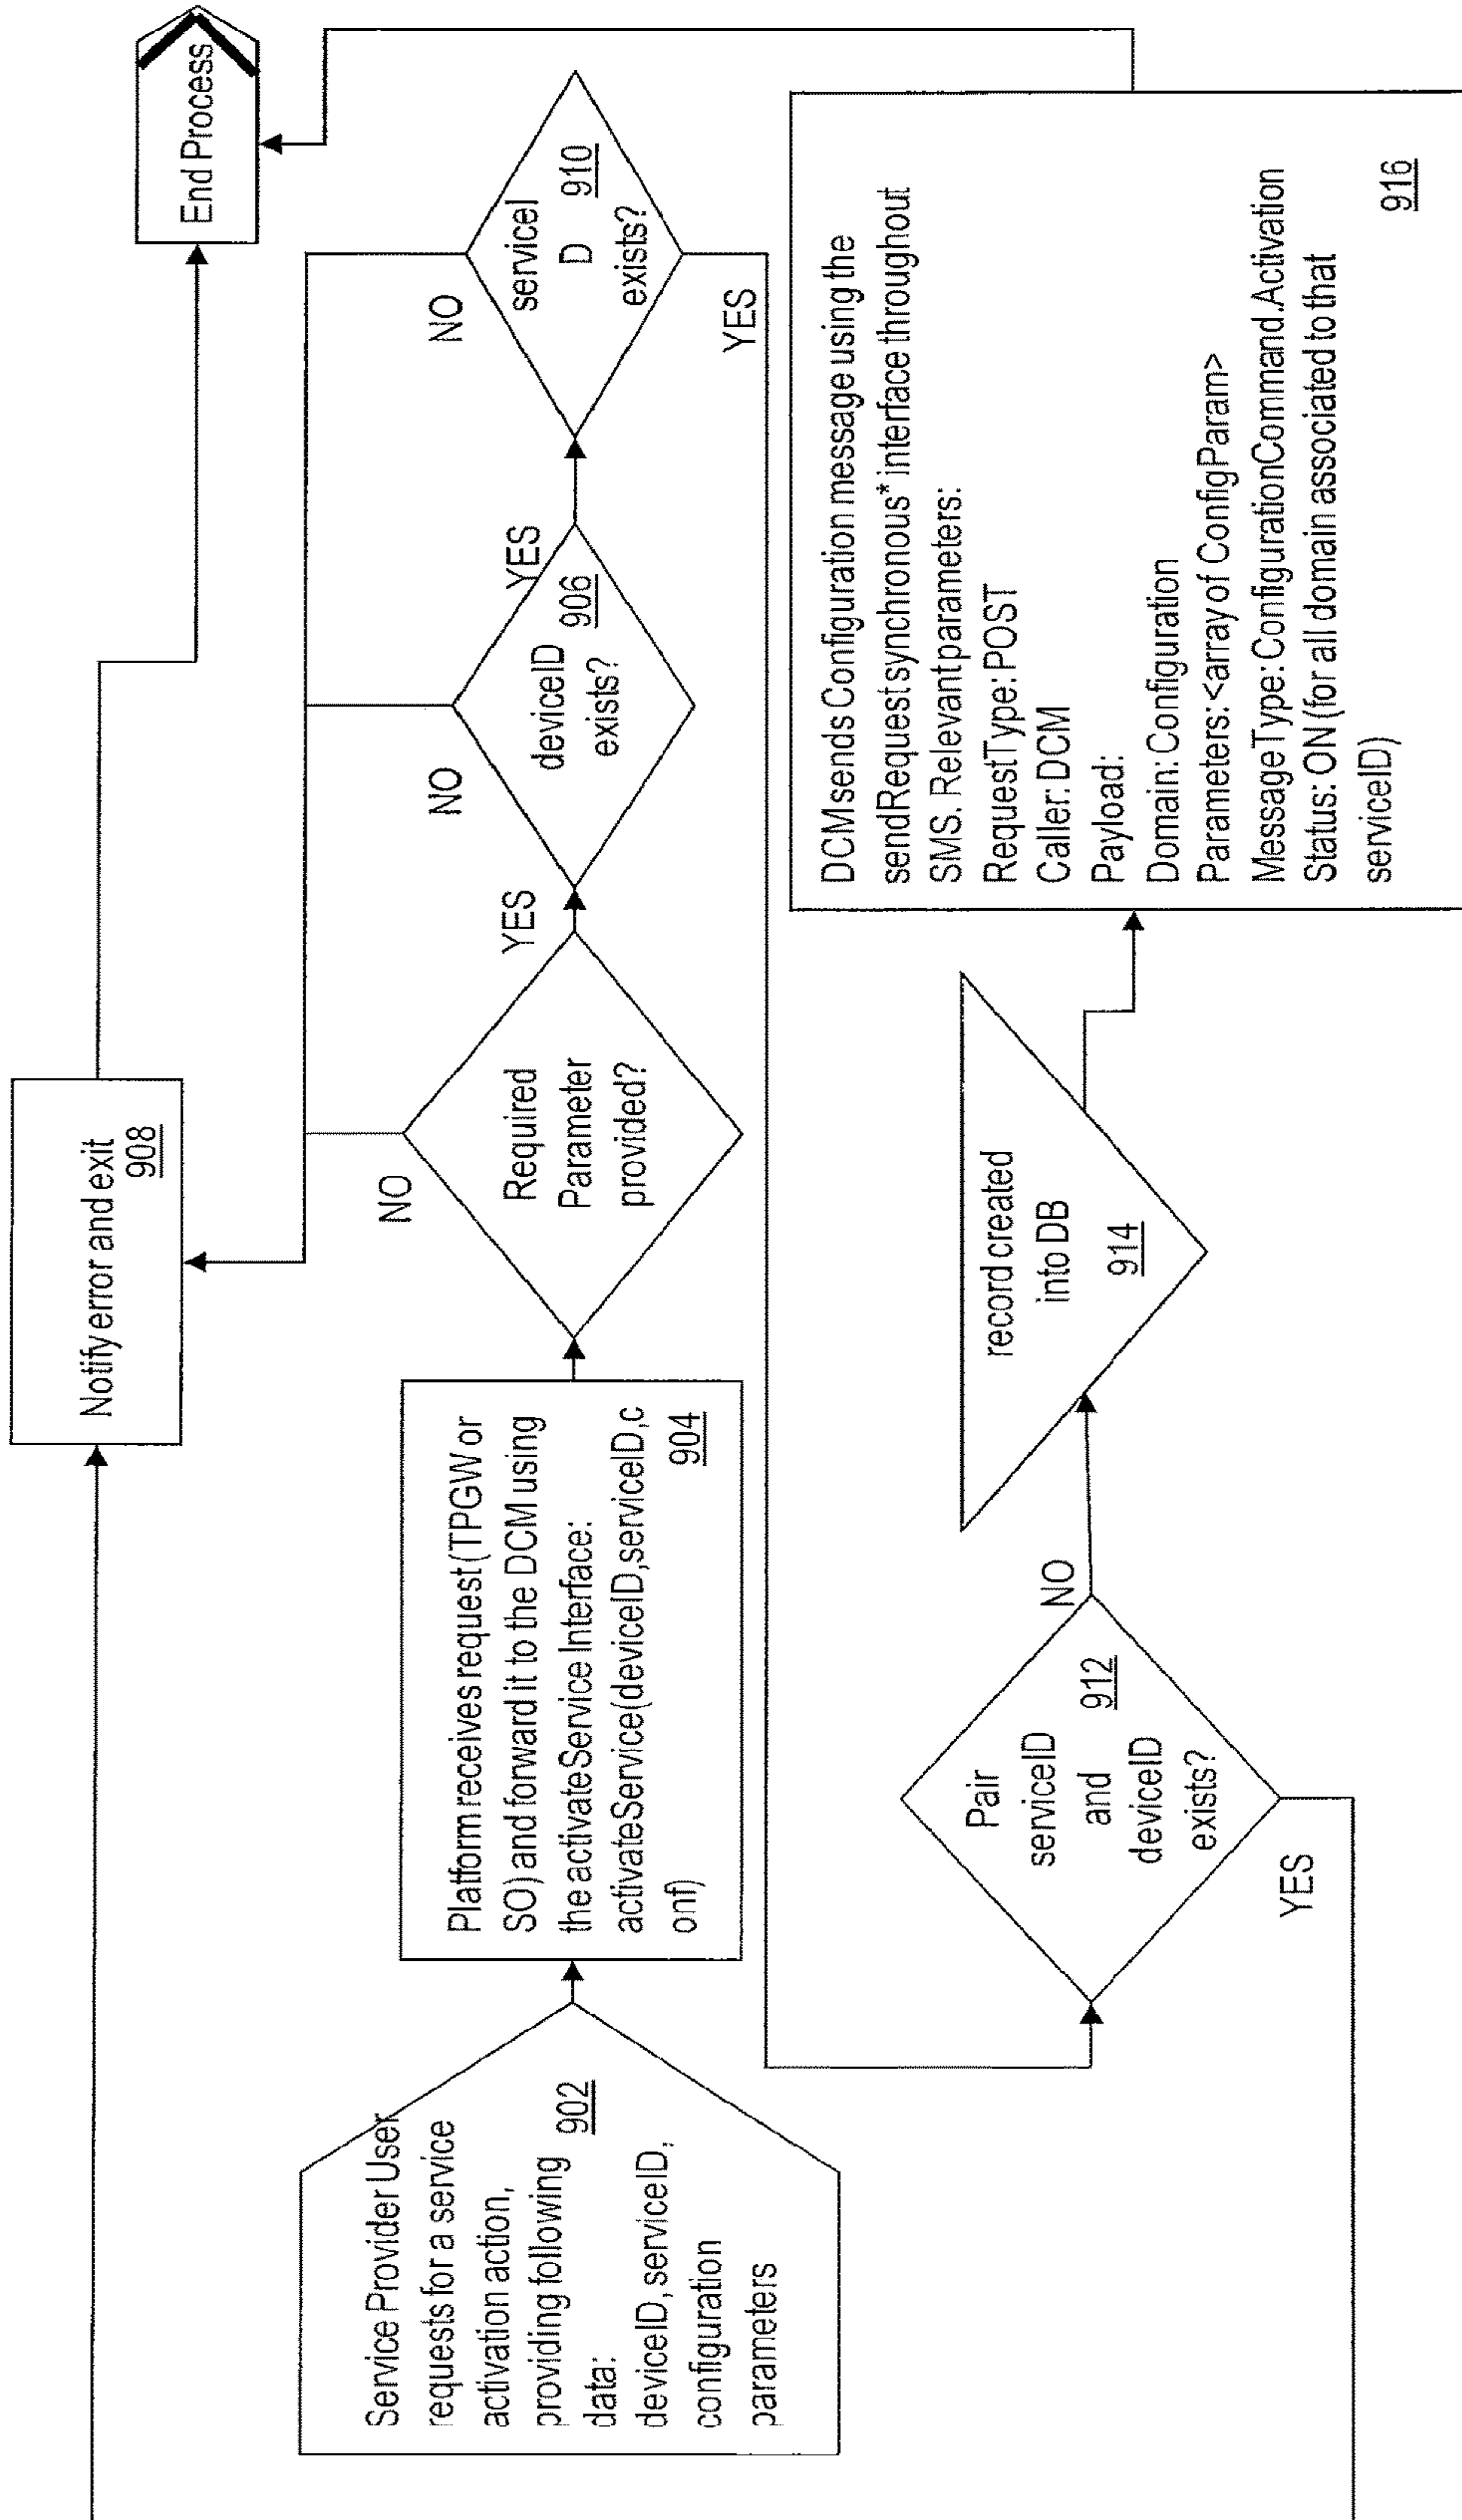 Notify error and exit
908
End Process
Service Provider User
requests for a service
activation action,
providing following
902
data:
deviceID, serviceID,
configuration
parameters
Platform receives request (TPGW or
SO) and forward it to the DCM using
the activateService Interface:
activateService(deviceID,serviceID,c
onf)
904
NO
Required
Parameter
provided?
YES
NO
deviceID
906
exists?
YES
NO
serviceI
D 910
exists?
YES
Pair
serviceID
912
and
deviceID
exists?
YES
NO
record created
into DB
914
DCM sends Configuration message using the
sendRequest synchronous* interface throughout
SMS. Relevant parameters:
RequestType: POST
Caller: DCM
Payload:
Domain: Configuration
Parameters: <array of ConfigParam>
MessageType: ConfigurationCommand.Activation
Status: ON (for all domain associated to that
serviceID)
916